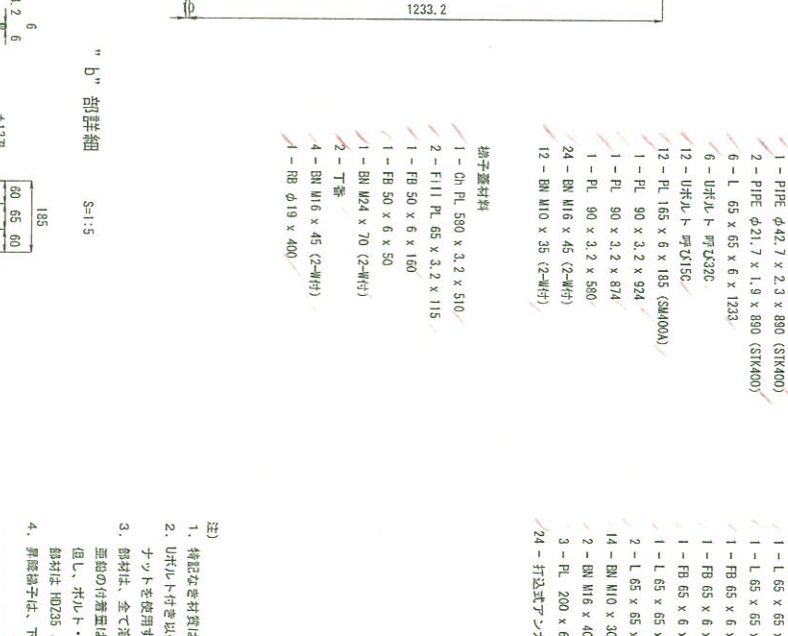 1233.2
10
6
2
6
"b" 部詳細 S=1:5
185
60 65 60
1 - PIPE φ42.7 x 2.3 x 890 (STK400)
2 - PIPE φ21.7 x 1.9 x 890 (STK400)
6 - L 65 x 65 x 6 x 1233
6 - Uボルト 呼び32C
12 - Uボルト 呼び15C
12 - PL 165 x 6 x 185 (SM400A)
1 - PL 90 x 3.2 x 924
1 - PL 90 x 3.2 x 874
1 - PL 90 x 3.2 x 580
24 - BN M16 x 45 (2-W付)
12 - BN M10 x 35 (2-W付)
梯子蓋材料
1 - Ch PL 580 x 3.2 x 510
2 - Fill PL 65 x 3.2 x 115
1 - FB 50 x 6 x 160
1 - FB 50 x 6 x 50
1 - BN M24 x 70 (2-W付)
2 - 丁番
4 - BN M16 x 45 (2-W付)
1 - RB φ19 x 400
1 - L 65 x 65 x
1 - L 65 x 65 x
1 - FB 65 x 6 x
1 - FB 65 x 6 x
1 - FB 65 x 6 x
1 - L 65 x 65 x
2 - L 65 x 65 x
14 - BN M10 x 30
2 - BN M16 x 40
3 - PL 200 x 6
24 - 打込式アン
注)
1. 特記なき材質は
2. Uボルト付き以
ナットを使用す
3. 部材は、全て溶
亜鉛の付着量は
但し、ボルト・
部材は HDZ35
4. 昇降梯子は、下